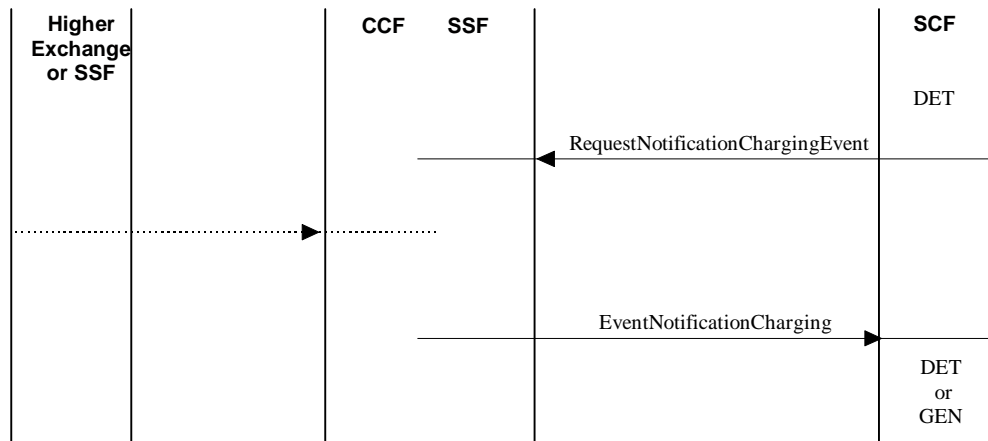 Higher
Exchange
or SSF
CCF SSF
SCF
DET
RequestNotificationChargingEvent
EventNotificationCharging
DET
or
GEN